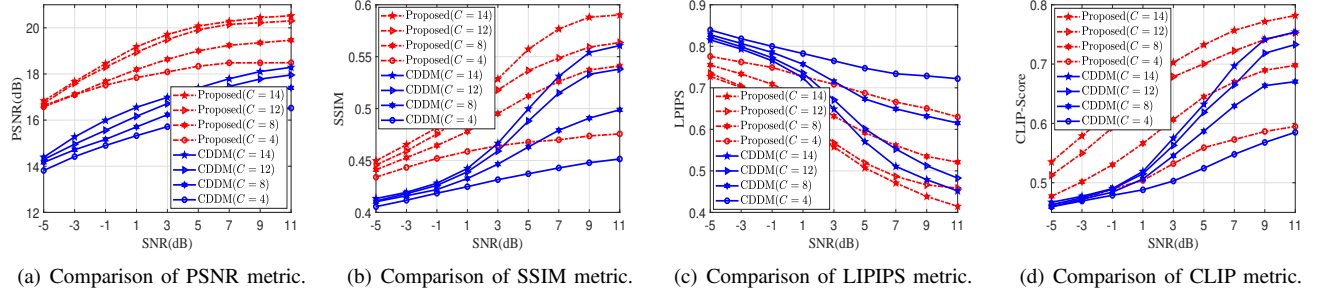 PSNR(dB)
20
18
16
14
12
-5 -3 -1 1 3 5 7 9 11
SNR(dB)
Proposed(C = 14)
Proposed(C = 12)
Proposed(C = 8)
Proposed(C = 4)
CDDM(C = 14)
CDDM(C = 12)
CDDM(C = 8)
CDDM(C = 4)
(a) Comparison of PSNR metric.
SSIM
0.6
0.55
0.5
0.45
0.4
-5 -3 -1 1 3 5 7 9 11
SNR(dB)
Proposed(C = 14)
Proposed(C = 12)
Proposed(C = 8)
Proposed(C = 4)
CDDM(C = 14)
CDDM(C = 12)
CDDM(C = 8)
CDDM(C = 4)
(b) Comparison of SSIM metric.
LPIPS
0.9
0.8
0.7
0.6
0.5
0.4
-5 -3 -1 1 3 5 7 9 11
SNR(dB)
Proposed(C = 14)
Proposed(C = 12)
Proposed(C = 8)
Proposed(C = 4)
CDDM(C = 14)
CDDM(C = 12)
CDDM(C = 8)
CDDM(C = 4)
(c) Comparison of LIPIPS metric.
CLIP-Score
0.8
0.7
0.6
0.5
-5 -3 -1 1 3 5 7 9 11
SNR(dB)
Proposed(C = 14)
Proposed(C = 12)
Proposed(C = 8)
Proposed(C = 4)
CDDM(C = 14)
CDDM(C = 12)
CDDM(C = 8)
CDDM(C = 4)
(d) Comparison of CLIP metric.